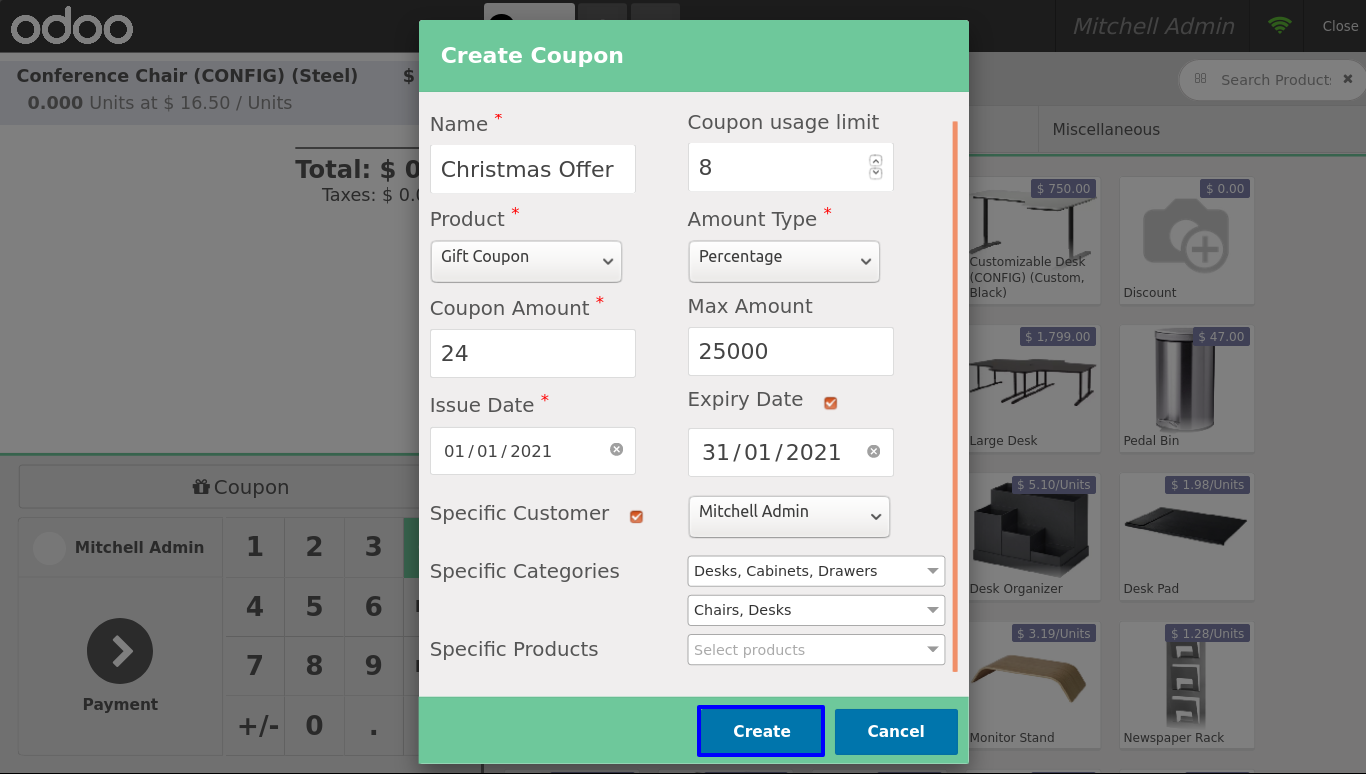 odoo
Mitchell Admin
Close
Create Coupon
Conference Chair (CONFIG) (Steel) $
0.000 Units at $ 16.50 / Units
Search Products
Miscellaneous
Total: $ 0
Taxes: $ 0.0
Name *
Coupon usage limit
Christmas Offer
8
Product *
Amount Type *
Gift Coupon
Percentage
Coupon Amount *
Max Amount
24
25000
Issue Date *
Expiry Date
01/01/2021
31/01/2021
Specific Customer
Mitchell Admin
Specific Categories
Desks, Cabinets, Drawers
Chairs, Desks
Specific Products
Select products
Create
Cancel
$ 750.00
Customizable Desk
(CONFIG) (Custom,
Black)
$ 0.00
Discount
$ 1,799.00
Large Desk
$ 47.00
Pedal Bin
$ 5.10/Units
Desk Organizer
$ 1.98/Units
Desk Pad
$ 3.19/Units
Monitor Stand
$ 1.28/Units
Newspaper Rack
Coupon
Mitchell Admin
Payment
1 2 3
4 5 6
7 8 9
+/- 0 .